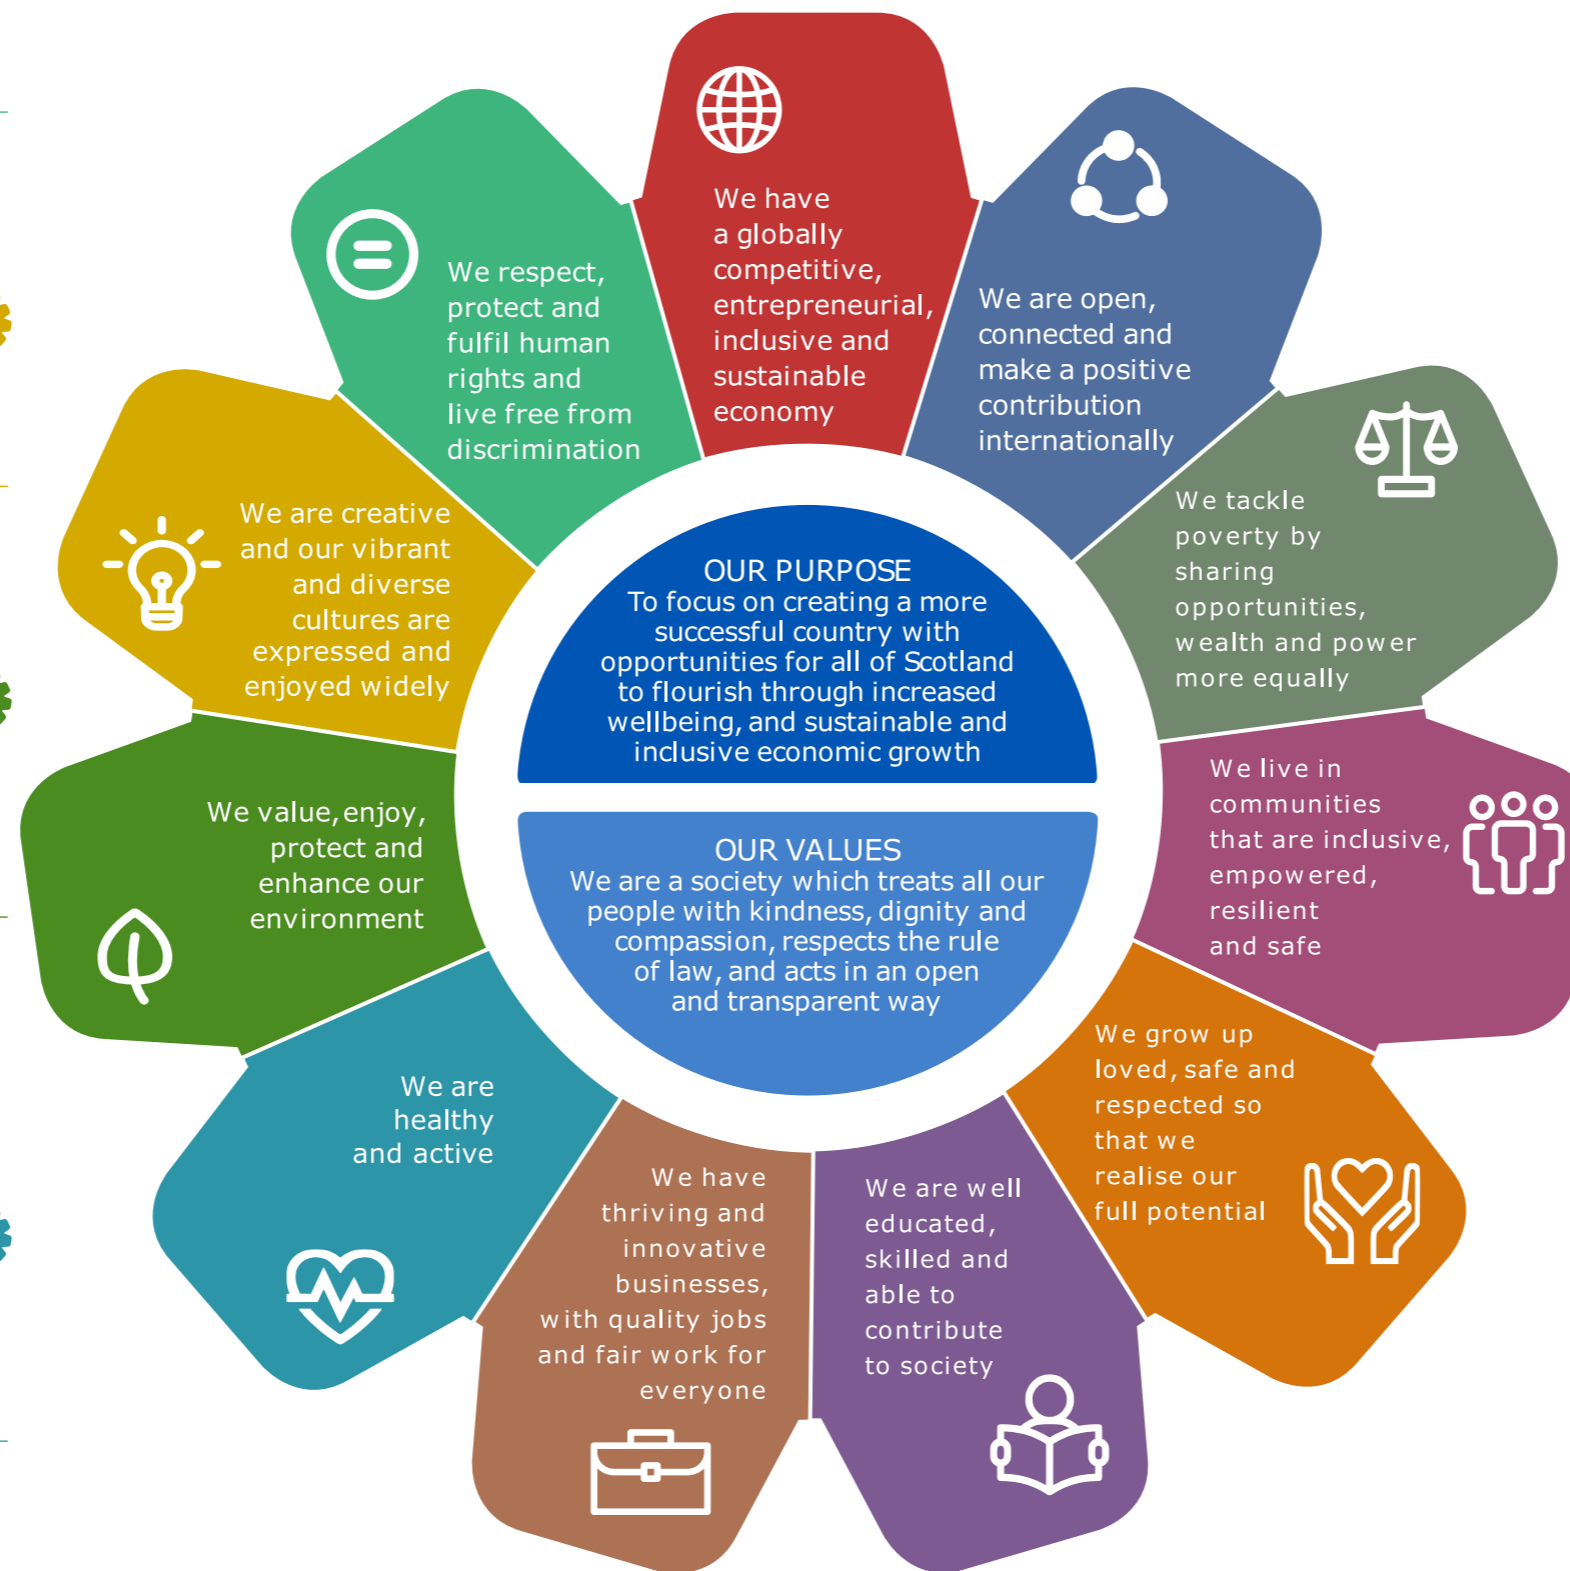 We have
a globally
competitive,
entrepreneurial,
inclusive and
sustainable
economy
We are open,
connected and
make a positive
contribution
internationally
We tackle
poverty by
sharing
opportunities,
wealth and power
more equally
We live in
communities
that are inclusive,
empowered,
resilient
and safe
We grow up
loved, safe and
respected so
that we
realise our
full potential
We are well
educated,
skilled and
able to
contribute
to society
We have
thriving and
innovative
businesses,
with quality jobs
and fair work for
everyone
We are
healthy
and active
We value, enjoy,
protect and
enhance our
environment
We are creative
and our vibrant
and diverse
cultures are
expressed and
enjoyed widely
We respect,
protect and
fulfil human
rights and
live free from
discrimination
OUR PURPOSE
To focus on creating a more
successful country with
opportunities for all of Scotland
to flourish through increased
wellbeing, and sustainable and
inclusive economic growth
OUR VALUES
We are a society which treats all our
people with kindness, dignity and
compassion, respects the rule
of law, and acts in an open
and transparent way